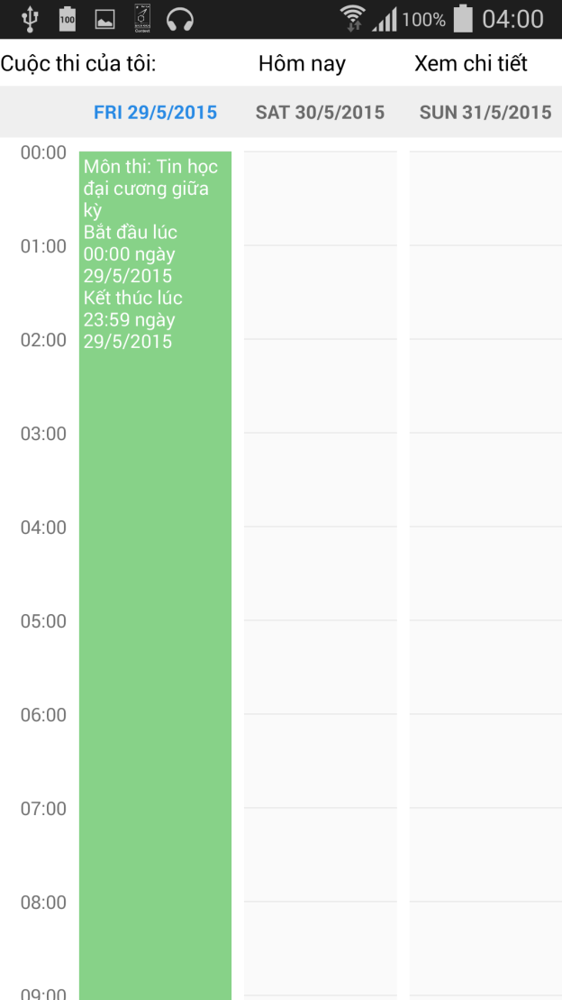 100 100% 04:00
Cuộc thi của tôi: Hôm nay Xem chi tiết
FRI 29/5/2015 SAT 30/5/2015 SUN 31/5/2015
00:00
Môn thi: Tin học
đại cương giữa
kỳ
Bắt đầu lúc
00:00 ngày
29/5/2015
Kết thúc lúc
23:59 ngày
29/5/2015
01:00
02:00
03:00
04:00
05:00
06:00
07:00
08:00
09:00